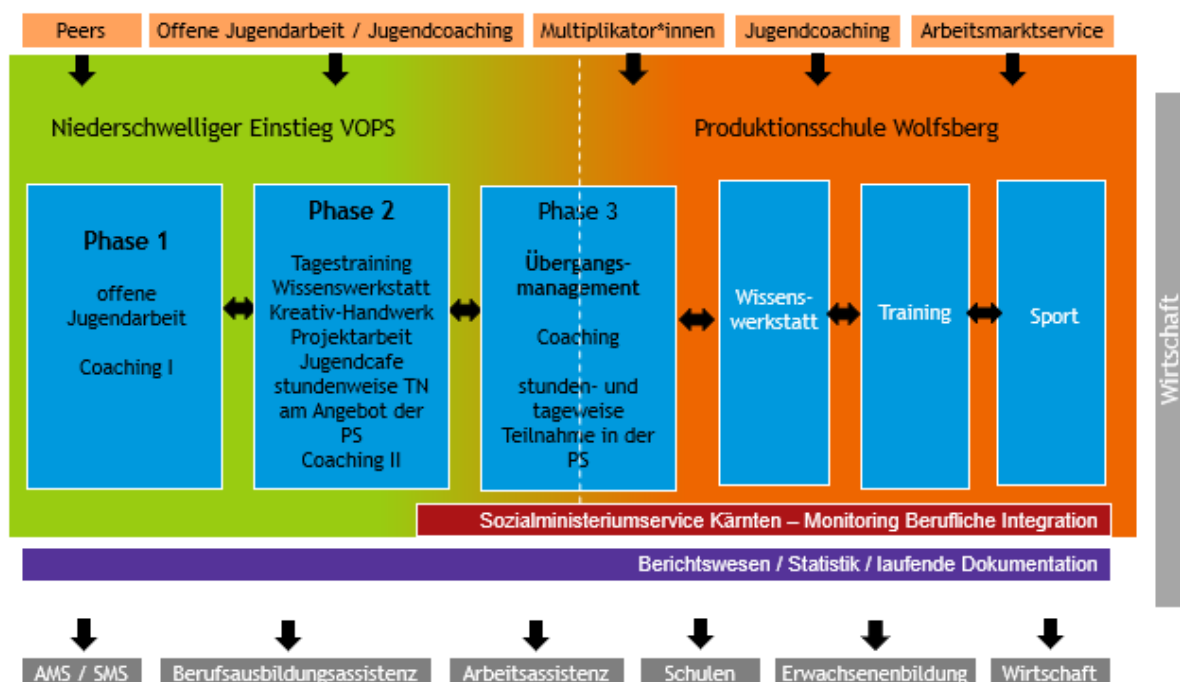 Peers
Offene Jugendarbeit / Jugendcoaching
Multiplikator*innen
Jugendcoaching
Arbeitsmarktservice
Niederschwelliger Einstieg VOPS
Produktionsschule Wolfsberg
Phase 1
offene
Jugendarbeit
Coaching I
Phase 2
Tagestraining
Wissenswerkstatt
Kreativ-Handwerk
Projektarbeit
Jugendcafe
stundenweise TN
am Angebot der
PS
Coaching II
Phase 3
Übergangs-
management
Coaching
stunden- und
tageweise
Teilnahme in der
PS
Wissens-
werkstatt
Training
Sport
Wirtschaft
Sozialministeriumservice Kärnten – Monitoring Berufliche Integration
Berichtswesen / Statistik / laufende Dokumentation
AMS / SMS
Berufsausbildungsassistenz
Arbeitsassistenz
Schulen
Erwachsenenbildung
Wirtschaft